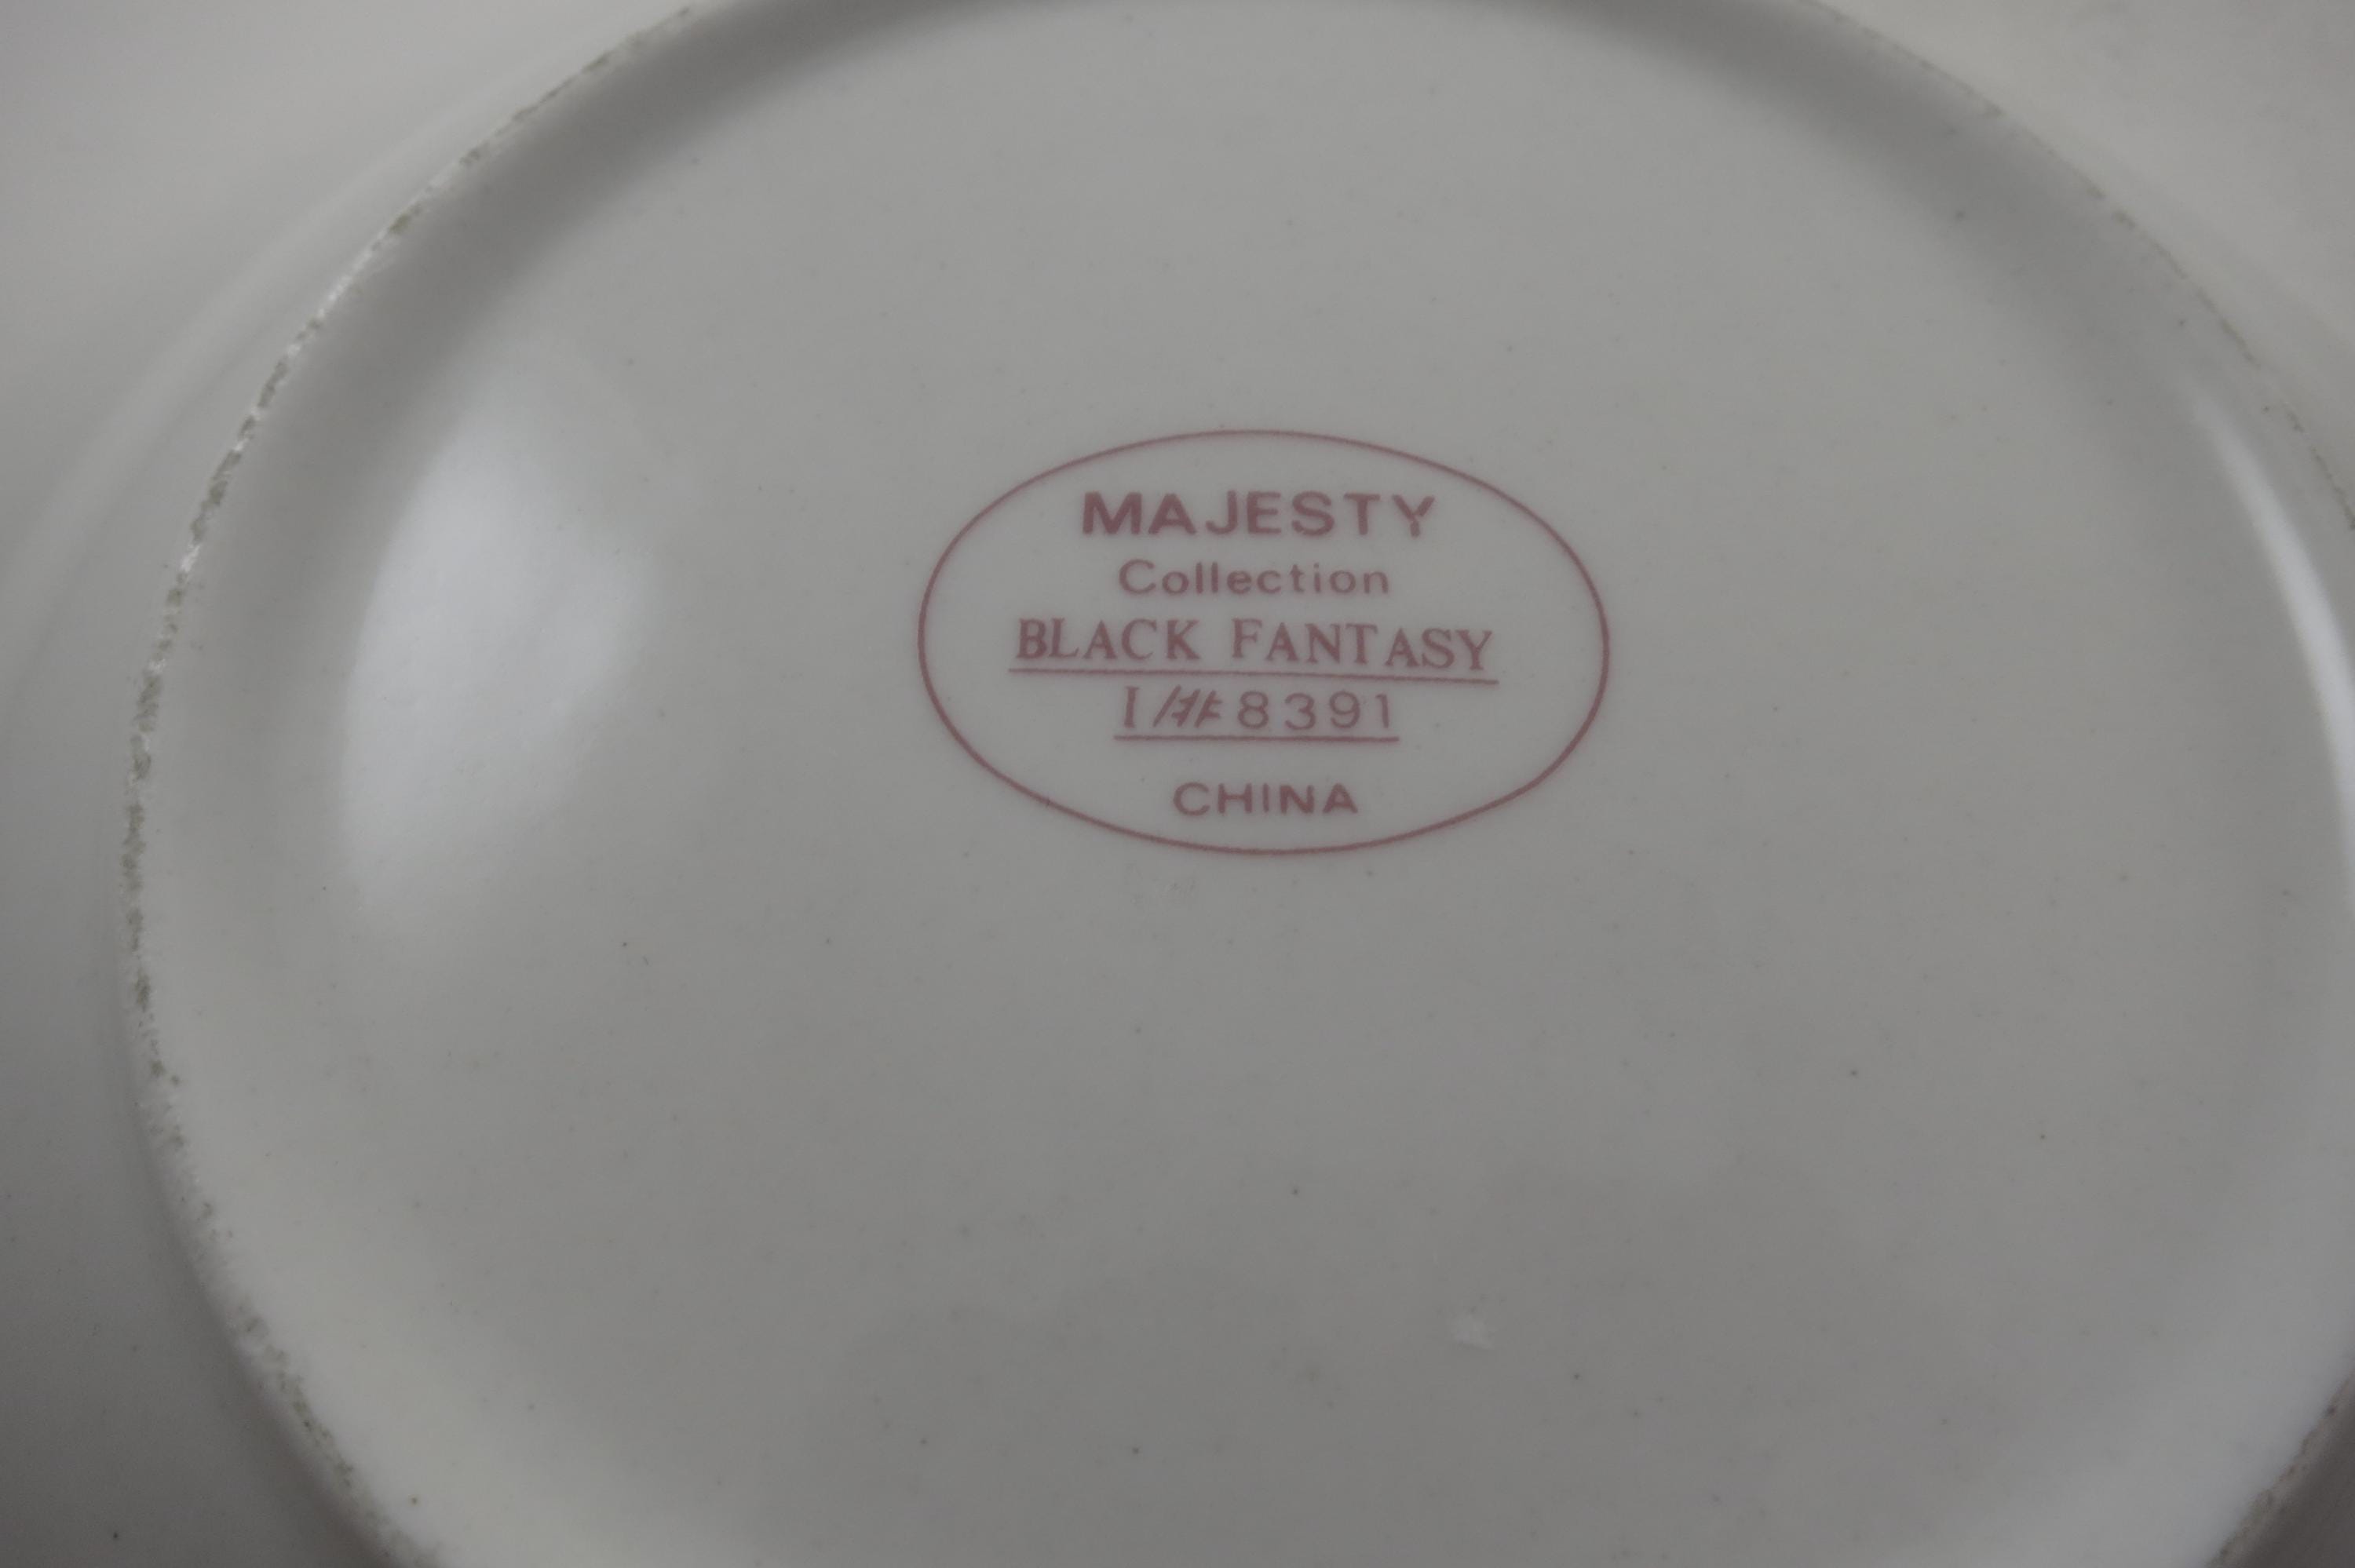 MAJESTY
Collection
BLACK FANTASY
I/## 8391
CHINA